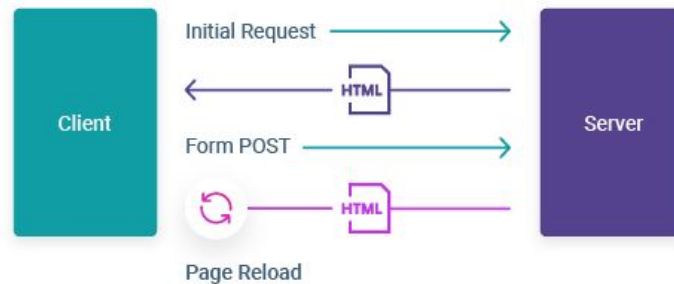 Initial Request
HTML
Client
Server
Form POST
HTML
Page Reload